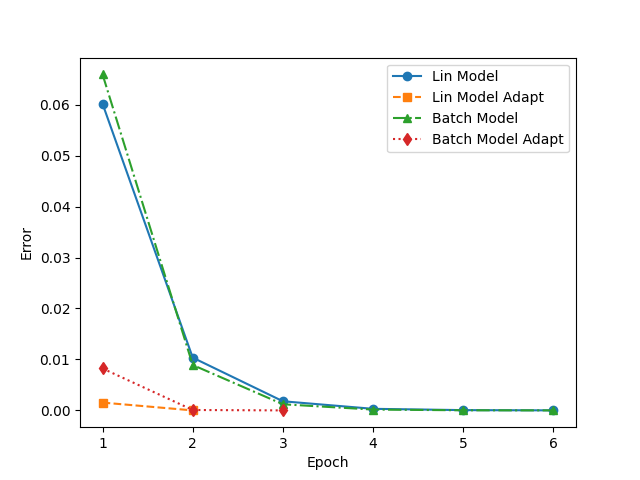 Lin Model
Lin Model Adapt
Batch Model
Batch Model Adapt
0.06
0.05
0.04
0.03
0.02
0.01
0.00
Error
1 2 3 4 5 6
Epoch